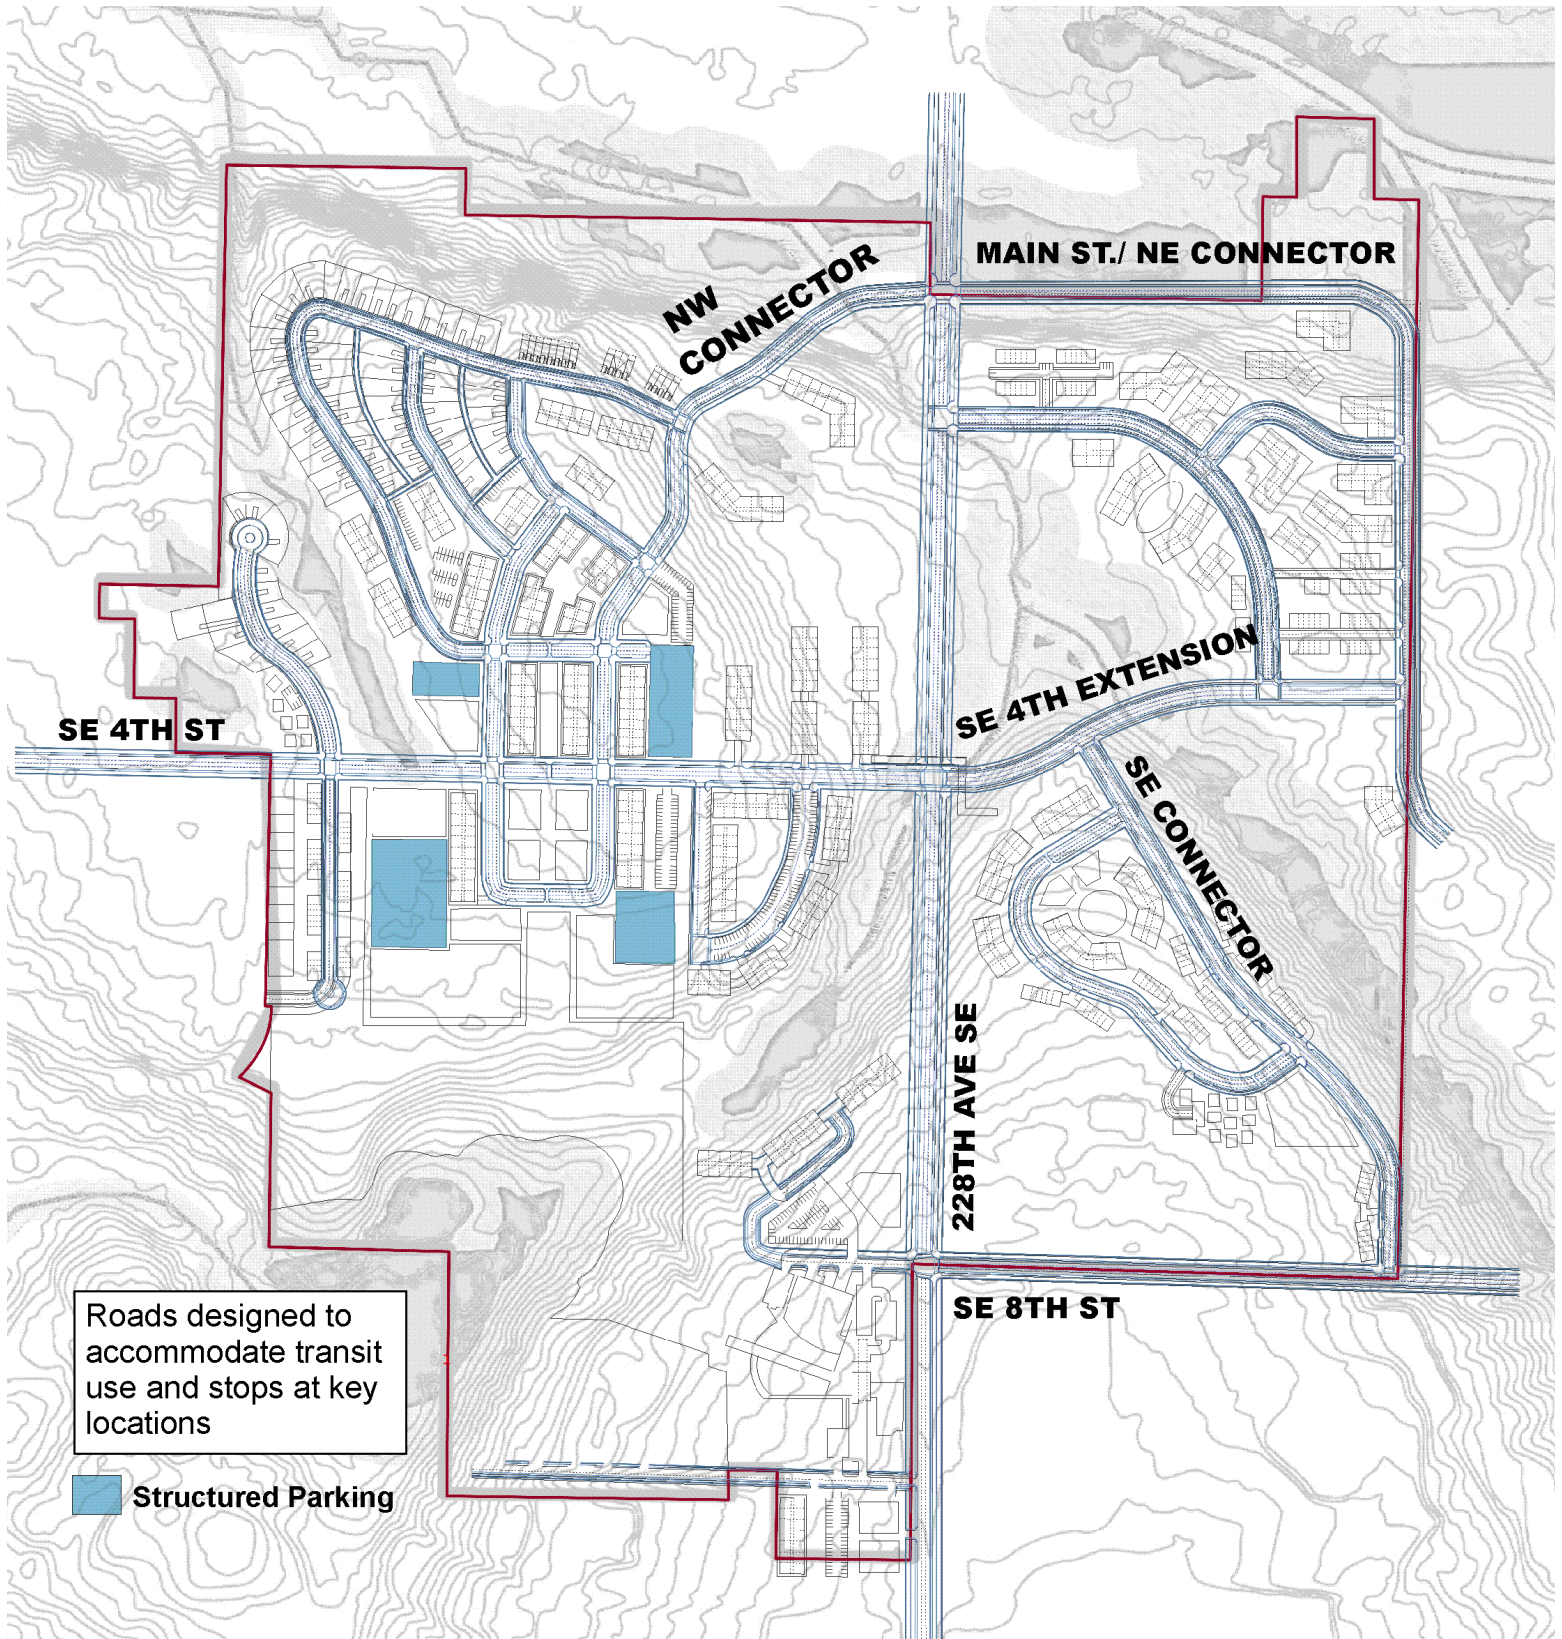 MAIN ST./ NE CONNECTOR
NW
CONNECTOR
SE 4TH EXTENSION
SE 4TH ST
SE CONNECTOR
228TH AVE SE
SE 8TH ST
Roads designed to
accommodate transit
use and stops at key
locations
Structured Parking